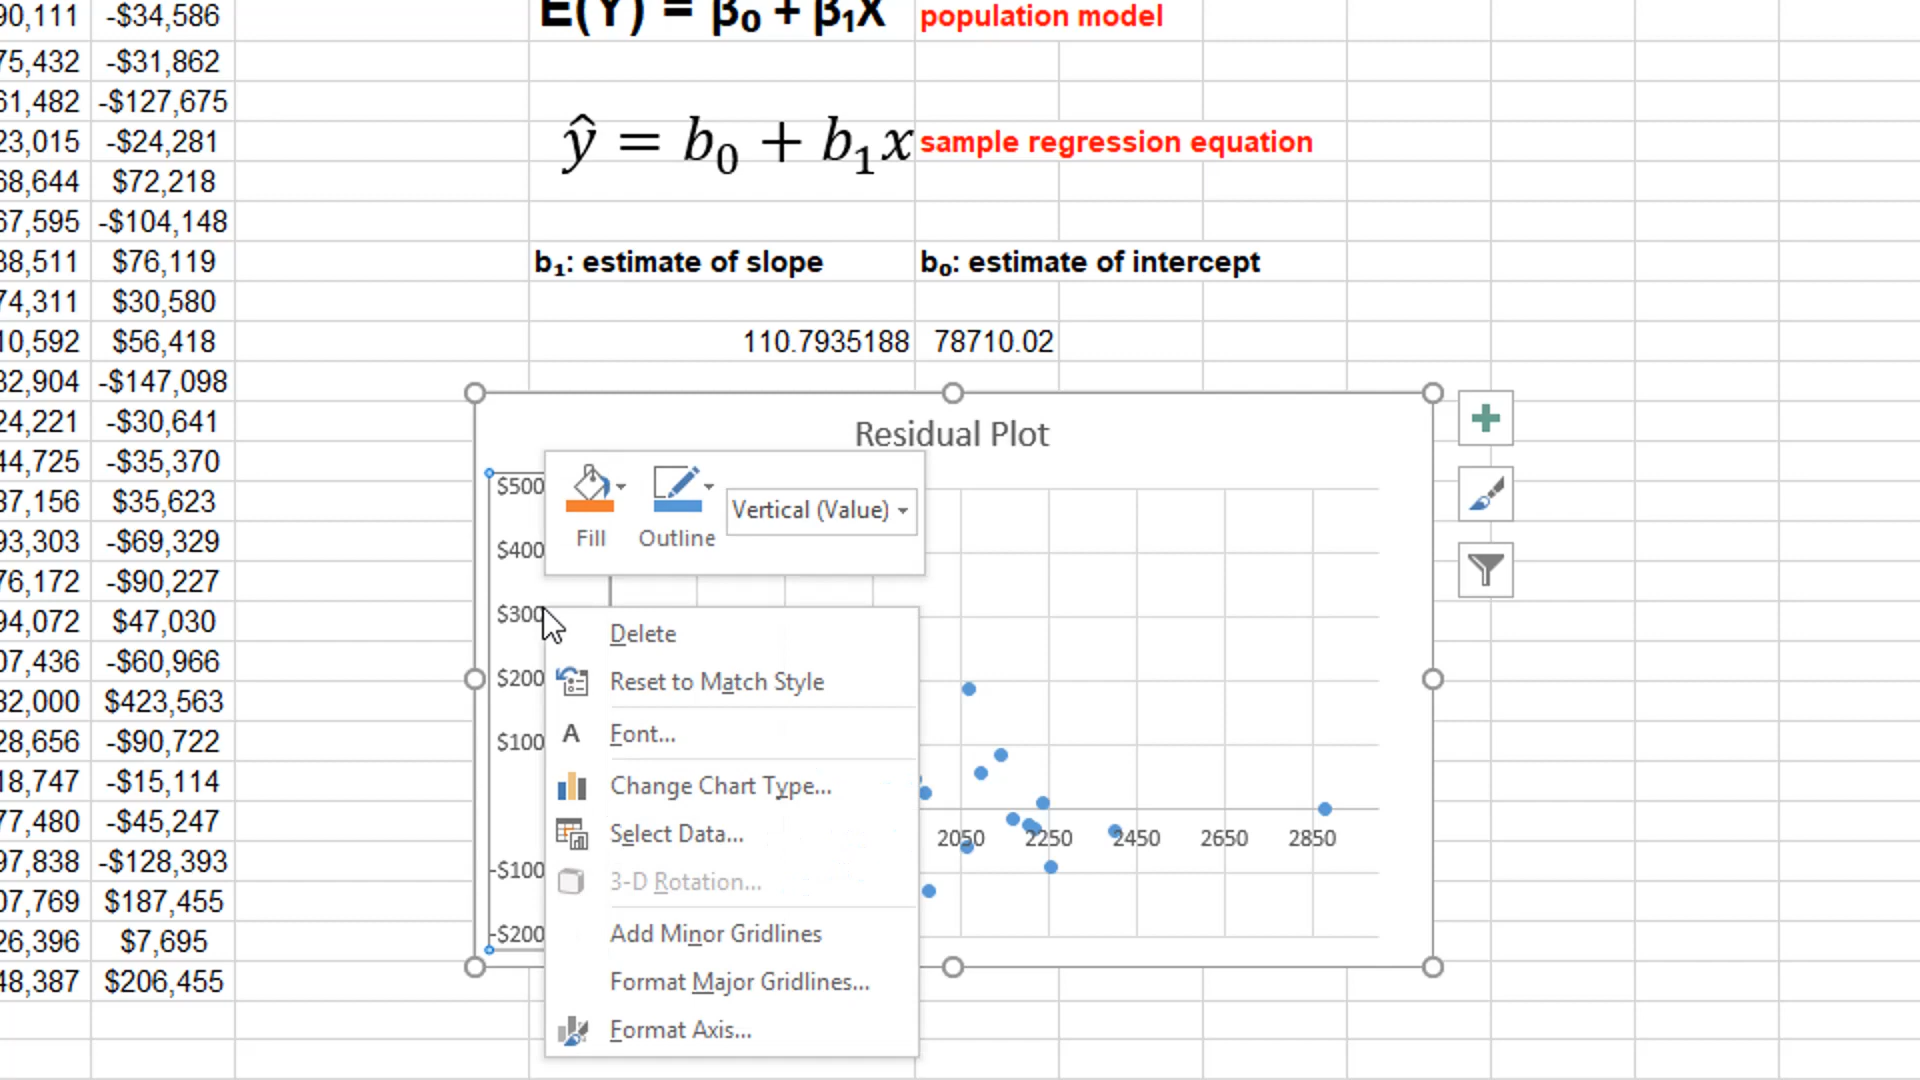 90,111 -$34,586 E(Y) = β₀ + β₁x population model
75,432 -$31,862
61,482 -$127,675
23,015 -$24,281 ŷ = b₀ + b₁x sample regression equation
68,644 $72,218
67,595 -$104,148
38,511 $76,119 b₁: estimate of slope b₀: estimate of intercept
74,311 $30,580
10,592 $56,418 110.7935188 78710.02
32,904 -$147,098
24,221 -$30,641
44,725 -$35,370
37,156 $35,623
93,303 -$69,329
76,172 -$90,227
94,072 $47,030
07,436 -$60,966
32,000 $423,563
28,656 -$90,722
18,747 -$15,114
77,480 -$45,247
97,838 -$128,393
07,769 $187,455
26,396 $7,695
48,387 $206,455
Residual Plot
$500
$400
$300
$200
$100
-$100
-$200
Fill Outline Vertical (Value)
Delete
Reset to Match Style
A Font...
Change Chart Type...
Select Data...
3-D Rotation...
Add Minor Gridlines
Format Major Gridlines...
Format Axis...
2050 2250 2450 2650 2850